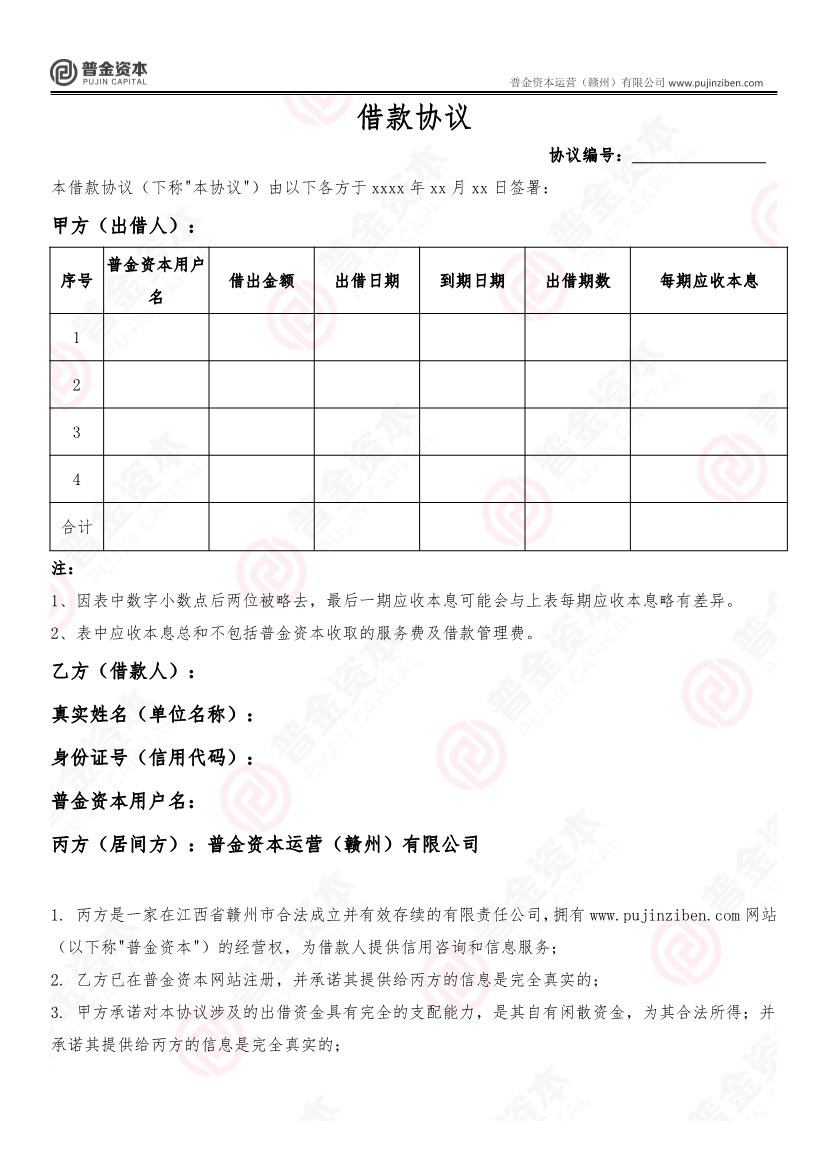 普金资本
PUJIN CAPITAL
普金资本运营（赣州）有限公司 www.pujinziben.com
借款协议
协议编号：
本借款协议（下称"本协议"）由以下各方于 xxxx 年 xx 月 xx 日签署：
甲方（出借人）：
序号 普金资本用户名 借出金额 出借日期 到期日期 出借期数 每期应收本息
1
2
3
4
合计
注：
1、因表中数字小数点后两位被略去，最后一期应收本息可能会与上表每期应收本息略有差异。
2、表中应收本息总和不包括普金资本收取的服务费及借款管理费。
乙方（借款人）：
真实姓名（单位名称）：
身份证号（信用代码）：
普金资本用户名：
丙方（居间方）：普金资本运营（赣州）有限公司
1. 丙方是一家在江西省赣州市合法成立并有效存续的有限责任公司,拥有 www.pujinziben.com 网站
（以下称"普金资本"）的经营权，为借款人提供信用咨询和信息服务；
2. 乙方已在普金资本网站注册，并承诺其提供给丙方的信息是完全真实的；
3. 甲方承诺对本协议涉及的出借资金具有完全的支配能力，是其自有闲散资金，为其合法所得；并
承诺其提供给丙方的信息是完全真实的；